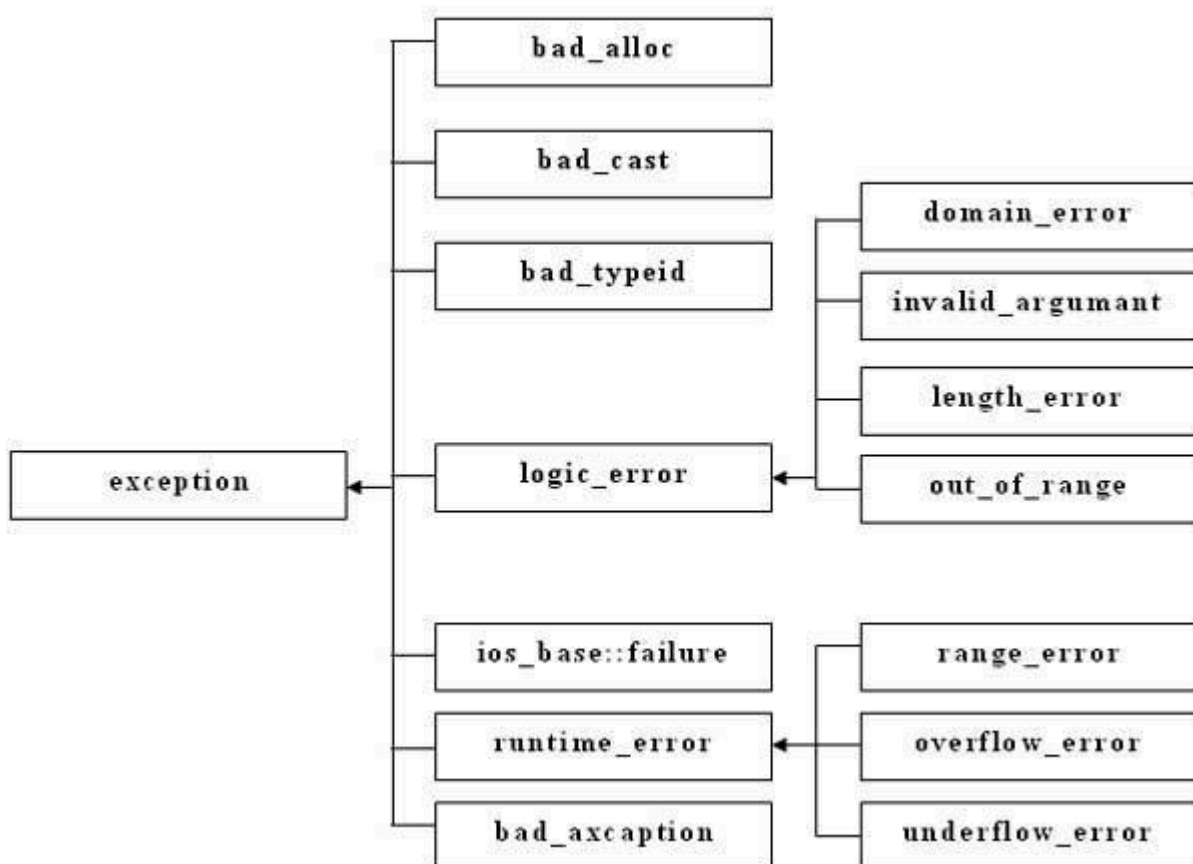 bad_alloc
bad_cast
bad_typeid
domain_error
invalid_argumant
length_error
exception
logic_error
out_of_range
ios_base::failure
range_error
runtime_error
overflow_error
bad_axcaption
underflow_error